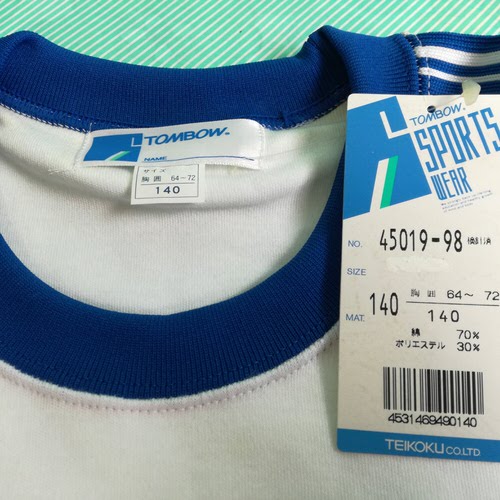 TOMBOW®
NAME
サイズ
胸囲 64-72
140
TOMBOW®
SPORTS
WEAR
NO. 45019-98
SIZE
140 胸囲 64~72
140
MAT.
綿 70%
ポリエステル 30%
4531469490140
TEIKOKU CO.LTD